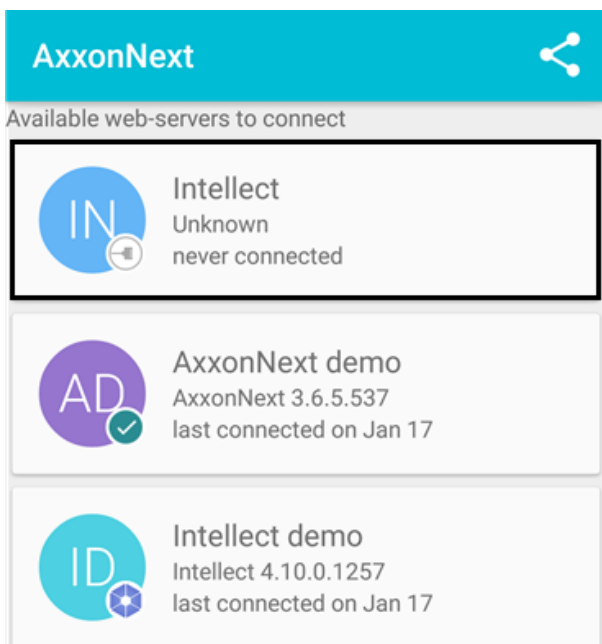 AxxonNext
Available web-servers to connect
IN
Intellect
Unknown
never connected
AD
AxxonNext demo
AxxonNext 3.6.5.537
last connected on Jan 17
ID
Intellect demo
Intellect 4.10.0.1257
last connected on Jan 17